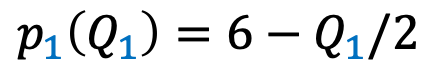 p₁(Q₁) = 6 − Q₁/2